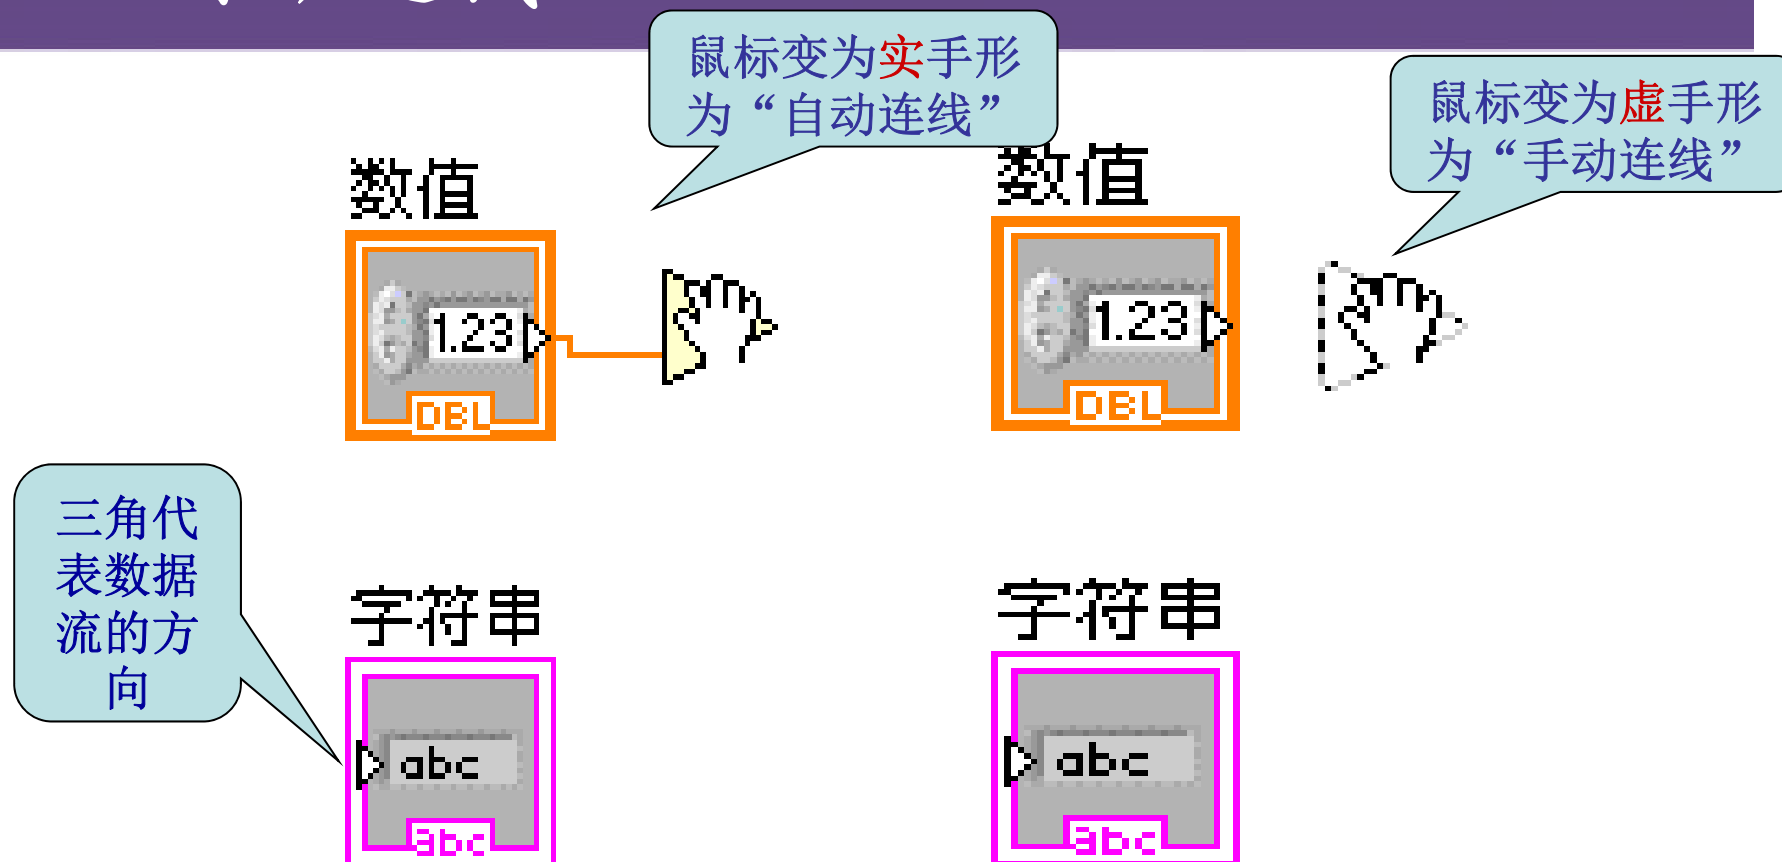 鼠标变为实手形
为“自动连线”
鼠标变为虚手形
为“手动连线”
数值
数值
1.23
DBL
1.23
DBL
三角代
表数据
流的方
向
字符串
字符串
abc
abc
abc
abc